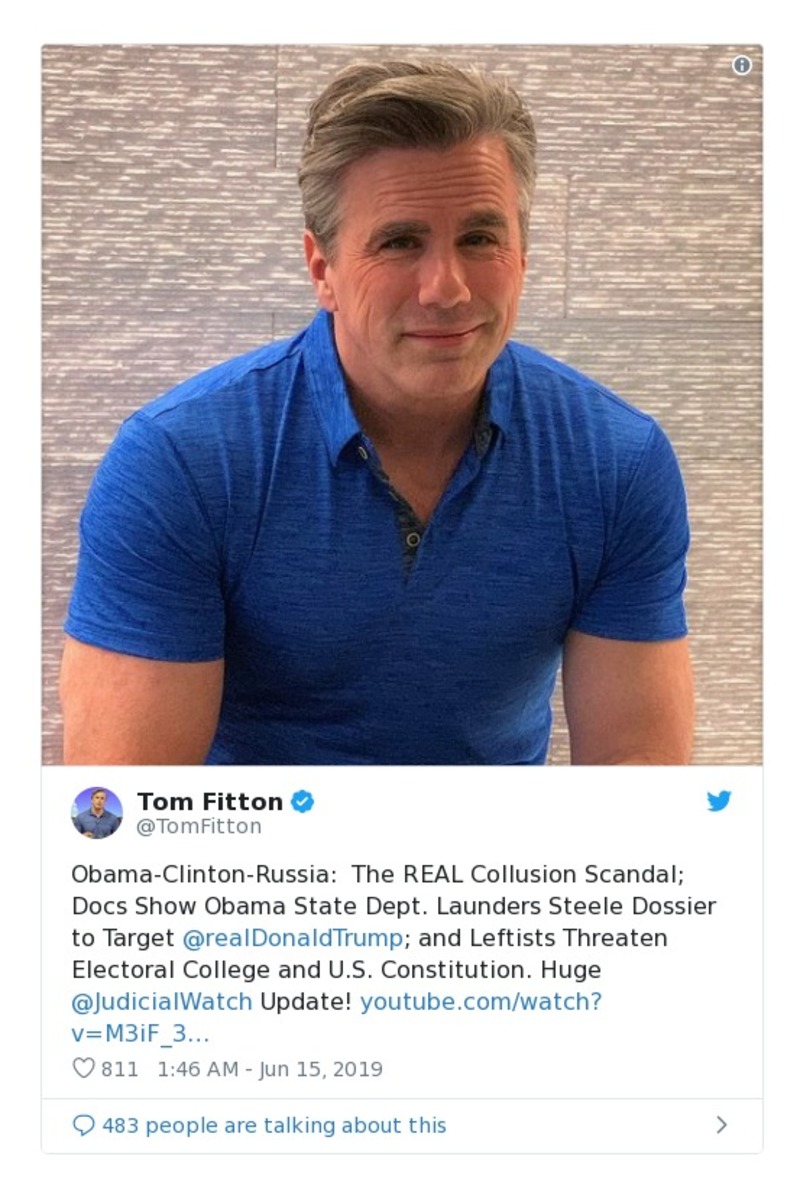 Tom Fitton
@TomFitton
Obama-Clinton-Russia:  The REAL Collusion Scandal;
Docs Show Obama State Dept. Launders Steele Dossier
to Target @realDonaldTrump; and Leftists Threaten
Electoral College and U.S. Constitution. Huge
@JudicialWatch Update! youtube.com/watch?
v=M3iF_3…
811 1:46 AM - Jun 15, 2019
483 people are talking about this